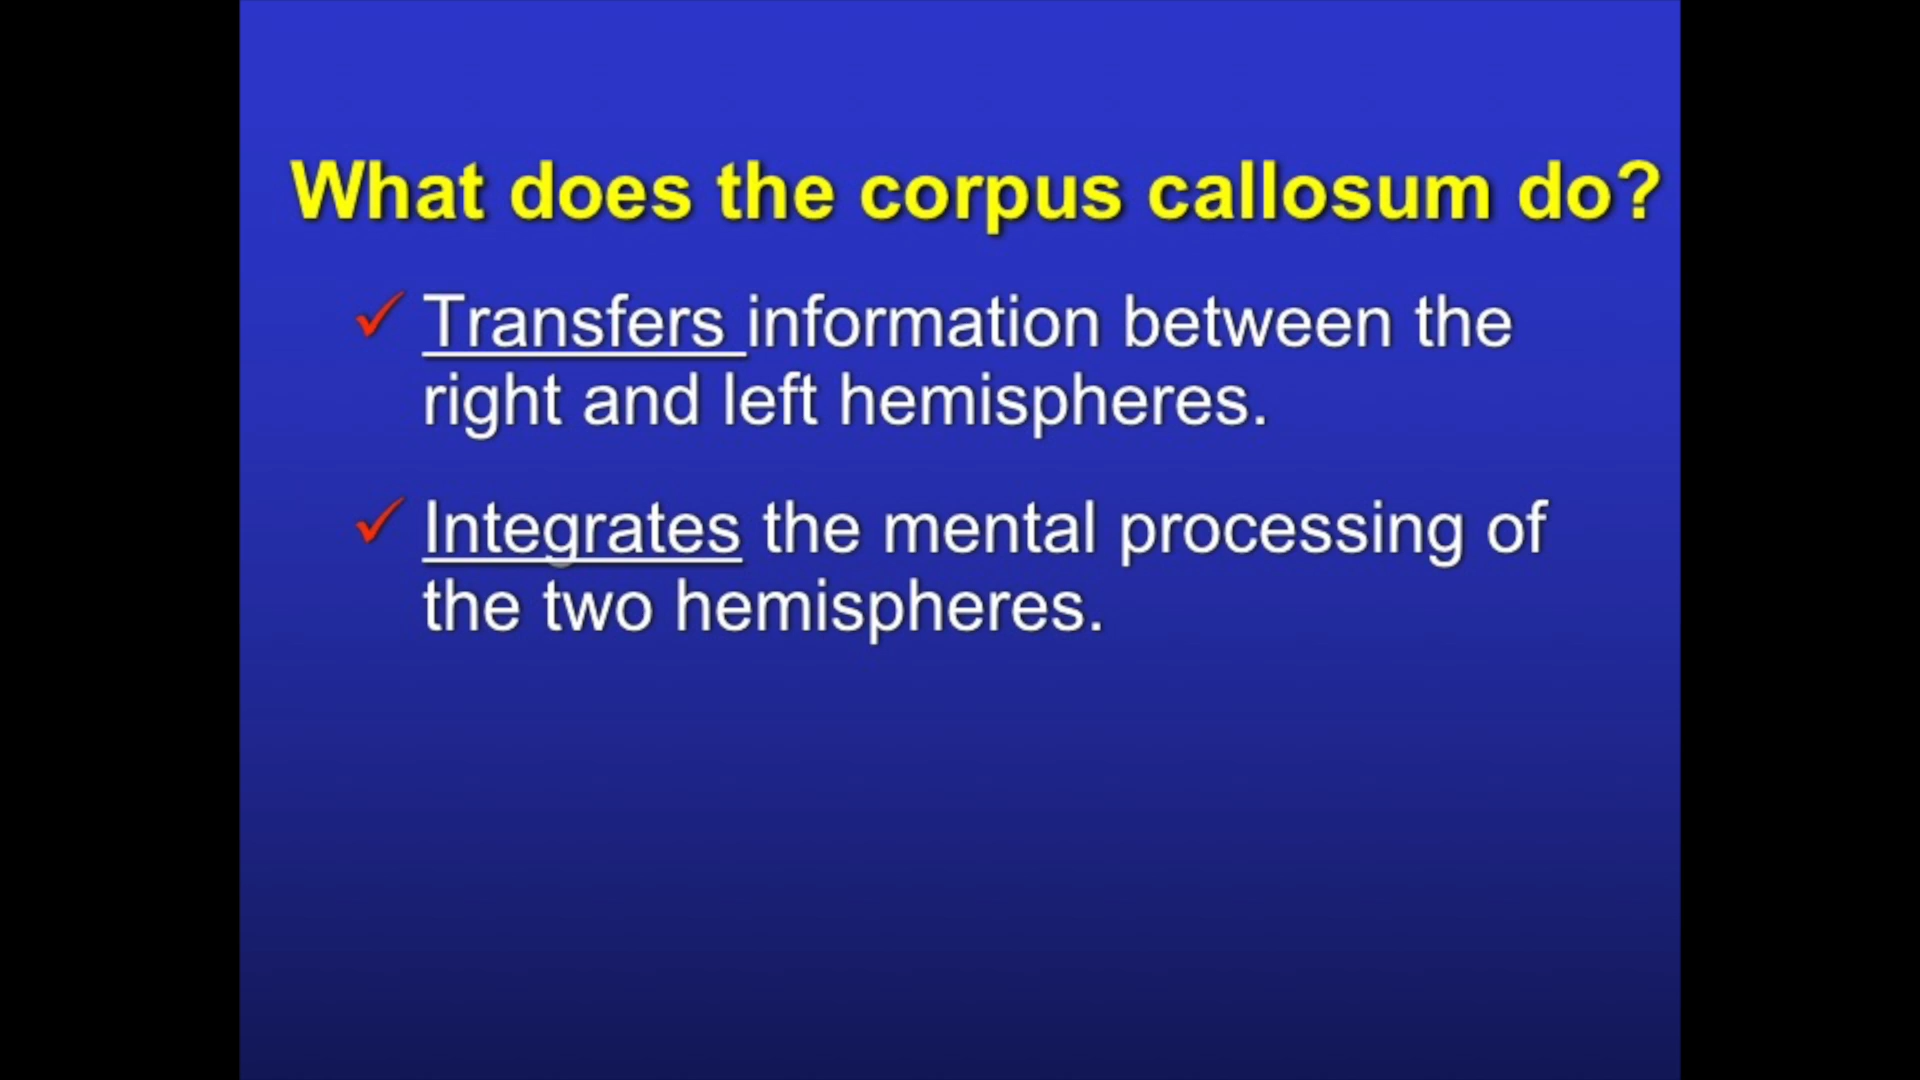 What does the corpus callosum do?
✓ Transfers information between the
right and left hemispheres.
✓ Integrates the mental processing of
the two hemispheres.